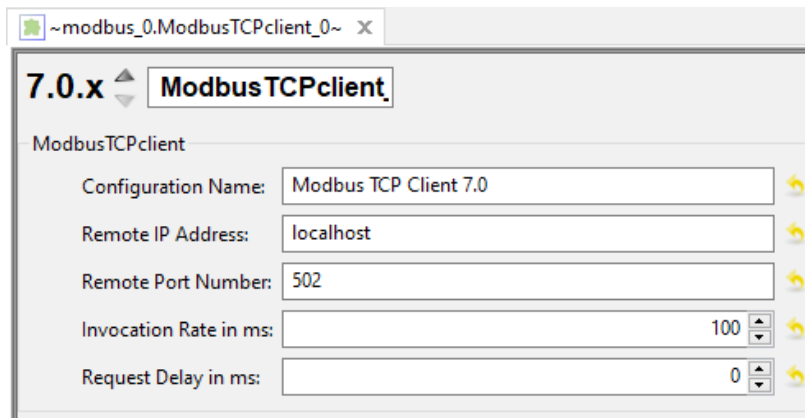 ~modbus_0.ModbusTCPclient_0~ X
7.0.x ModbusTCPclient_
ModbusTCPclient
Configuration Name: Modbus TCP Client 7.0
Remote IP Address: localhost
Remote Port Number: 502
Invocation Rate in ms: 100
Request Delay in ms: 0